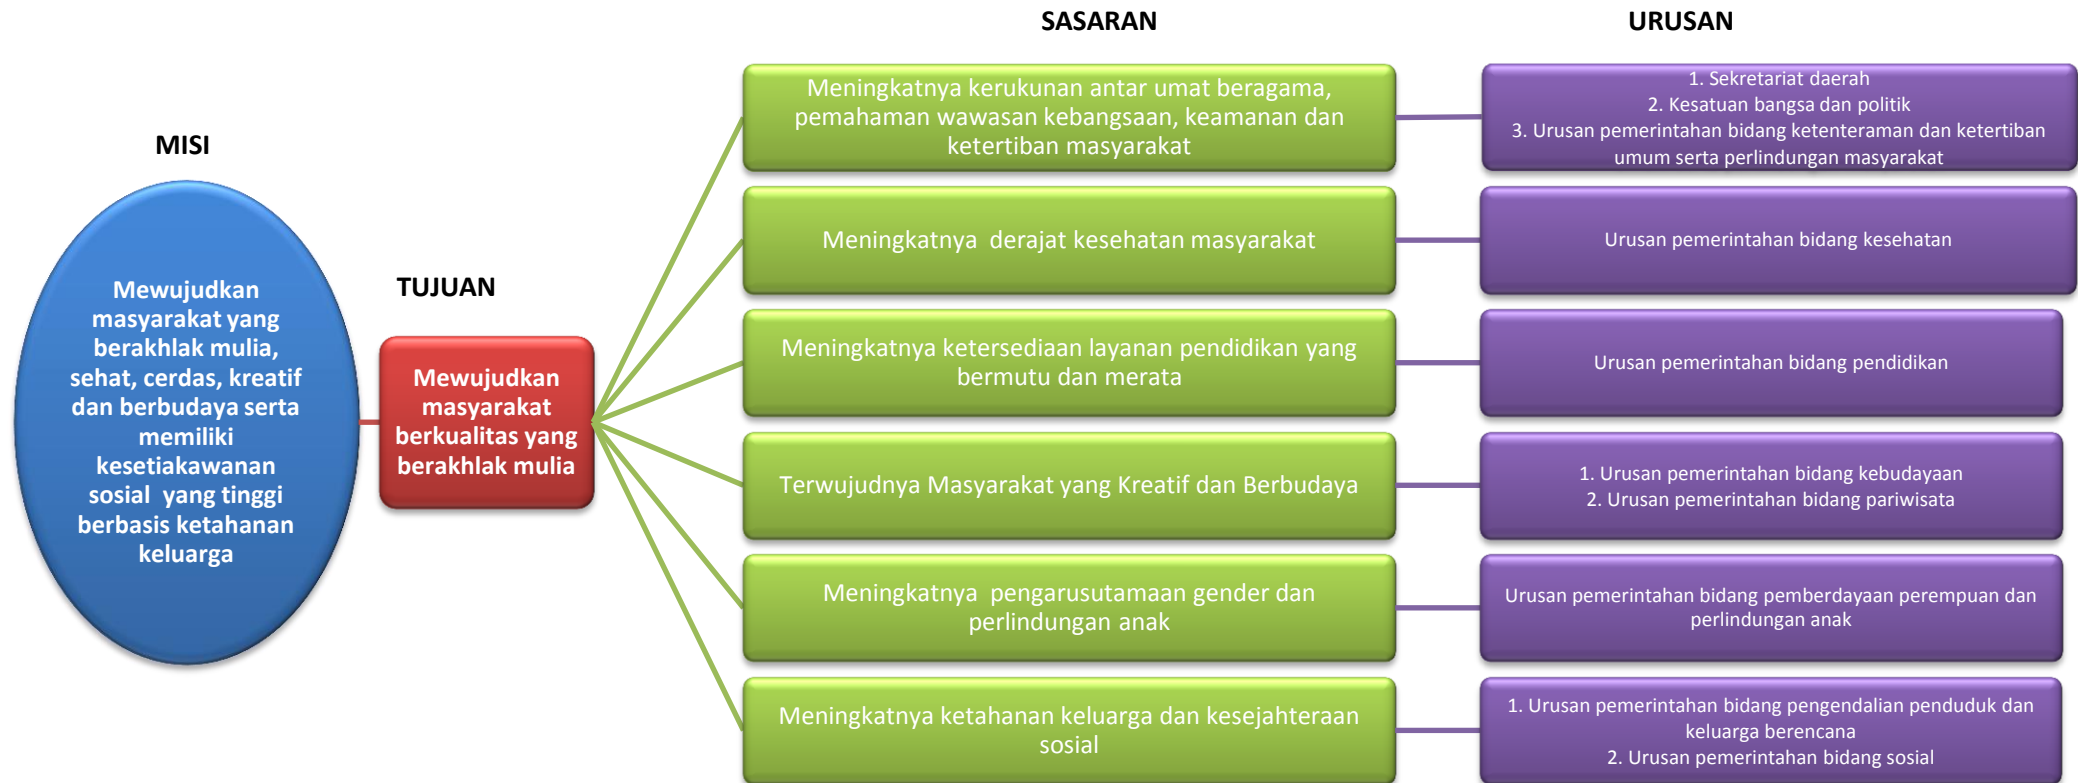 MISI
Mewujudkan
masyarakat yang
berakhlak mulia,
sehat, cerdas, kreatif
dan berbudaya serta
memiliki
kesetiakawanan
sosial yang tinggi
berbasis ketahanan
keluarga
TUJUAN
Mewujudkan
masyarakat
berkualitas yang
berakhlak mulia
SASARAN
URUSAN
Meningkatnya kerukunan antar umat beragama,
pemahaman wawasan kebangsaan, keamanan dan
ketertiban masyarakat
1. Sekretariat daerah
2. Kesatuan bangsa dan politik
3. Urusan pemerintahan bidang ketenteraman dan ketertiban
umum serta perlindungan masyarakat
Meningkatnya derajat kesehatan masyarakat
Urusan pemerintahan bidang kesehatan
Meningkatnya ketersediaan layanan pendidikan yang
bermutu dan merata
Urusan pemerintahan bidang pendidikan
Terwujudnya Masyarakat yang Kreatif dan Berbudaya
1. Urusan pemerintahan bidang kebudayaan
2. Urusan pemerintahan bidang pariwisata
Meningkatnya pengarusutamaan gender dan
perlindungan anak
Urusan pemerintahan bidang pemberdayaan perempuan dan
perlindungan anak
Meningkatnya ketahanan keluarga dan kesejahteraan
sosial
1. Urusan pemerintahan bidang pengendalian penduduk dan
keluarga berencana
2. Urusan pemerintahan bidang sosial